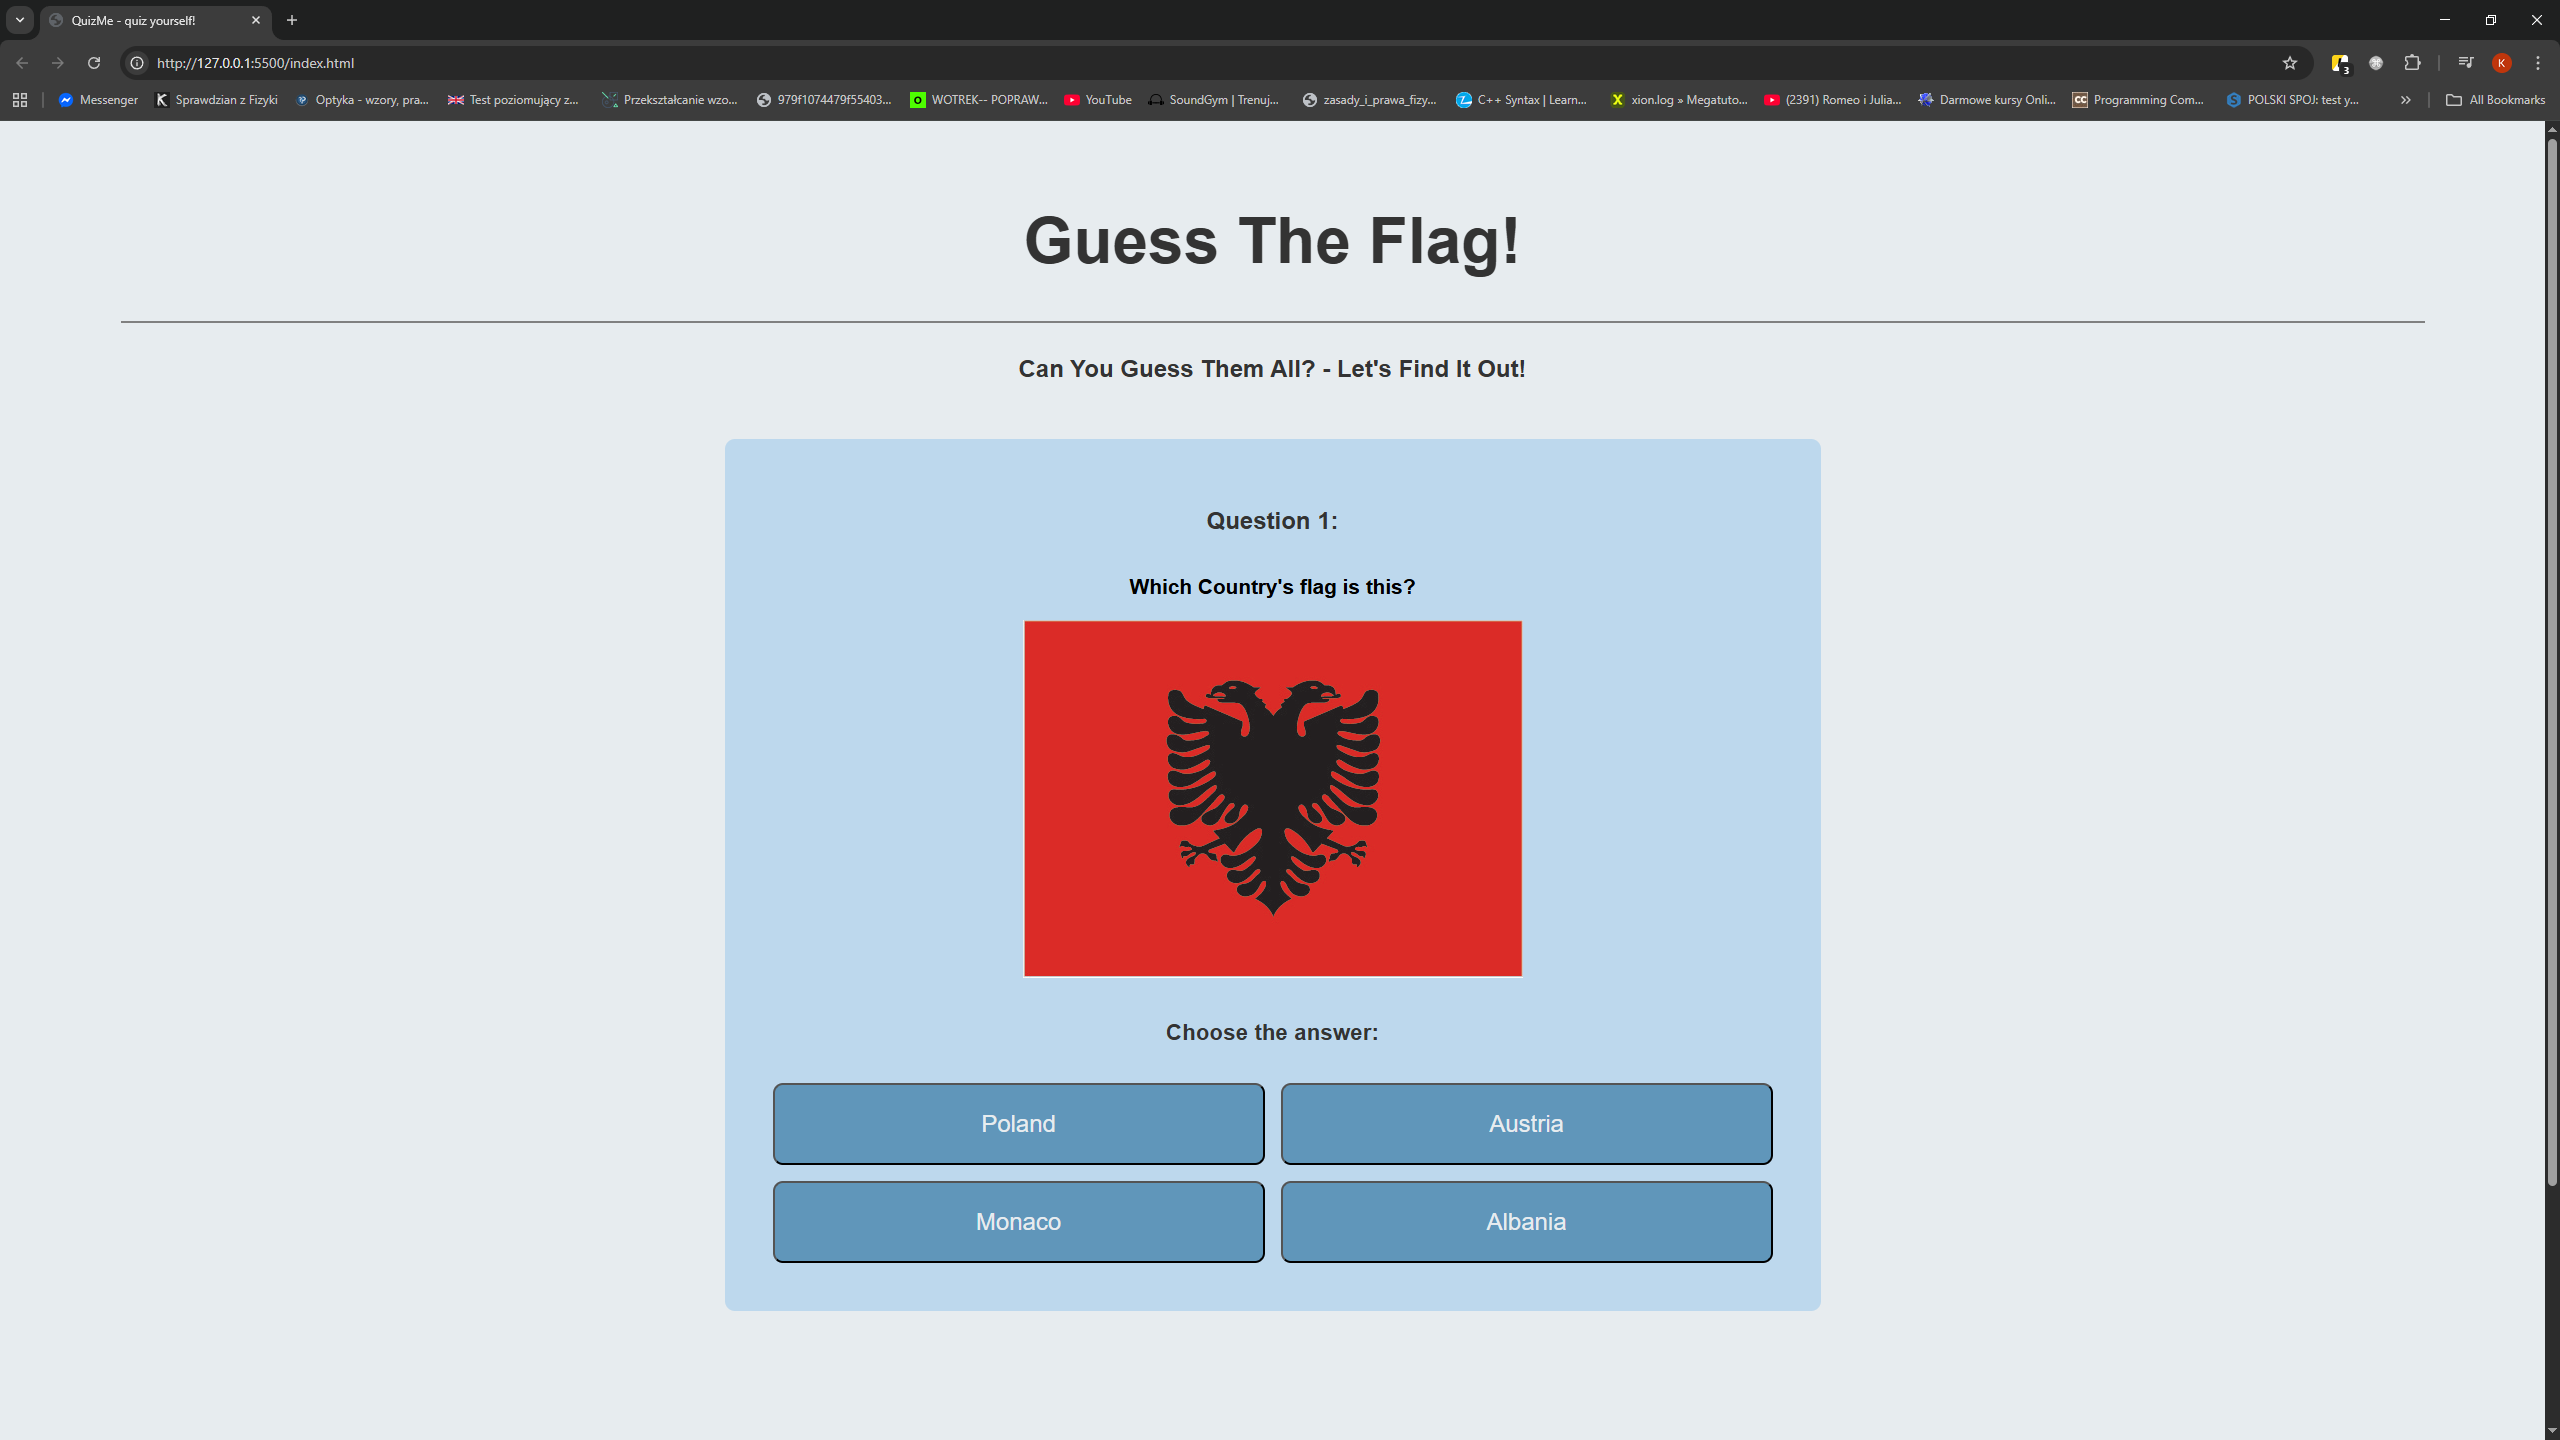 QuizMe - quiz yourself!
http://127.0.0.1:5500/index.html
3
K
Messenger
Sprawdzian z Fizyki
Optyka - wzory, pra...
Test poziomujący z...
Przekształcanie wzo...
979f1074479f55403...
WOTREK-- POPRAW...
YouTube
SoundGym | Trenuj...
zasady_i_prawa_fizy...
C++ Syntax | Learn...
xion.log » Megatuto...
(2391) Romeo i Julia...
Darmowe kursy Onli...
Programming Com...
POLSKI SPOJ: test y...
All Bookmarks
Guess The Flag!
Can You Guess Them All? - Let's Find It Out!
Question 1:
Which Country's flag is this?
Choose the answer:
Poland
Austria
Monaco
Albania